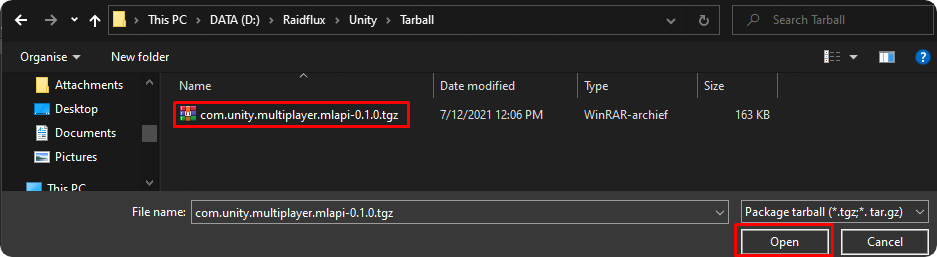 This PC > DATA (D:) > Raidflux > Unity > Tarball
Search Tarball
Organise New folder
Name Date modified Type Size
Attachments
Desktop
Documents
Pictures
This PC
com.unity.multiplayer.mlapi-0.1.0.tgz 7/12/2021 12:06 PM WinRAR-archief 163 KB
File name: com.unity.multiplayer.mlapi-0.1.0.tgz Package tarball (*.tgz;*. tar.gz)
Open Cancel